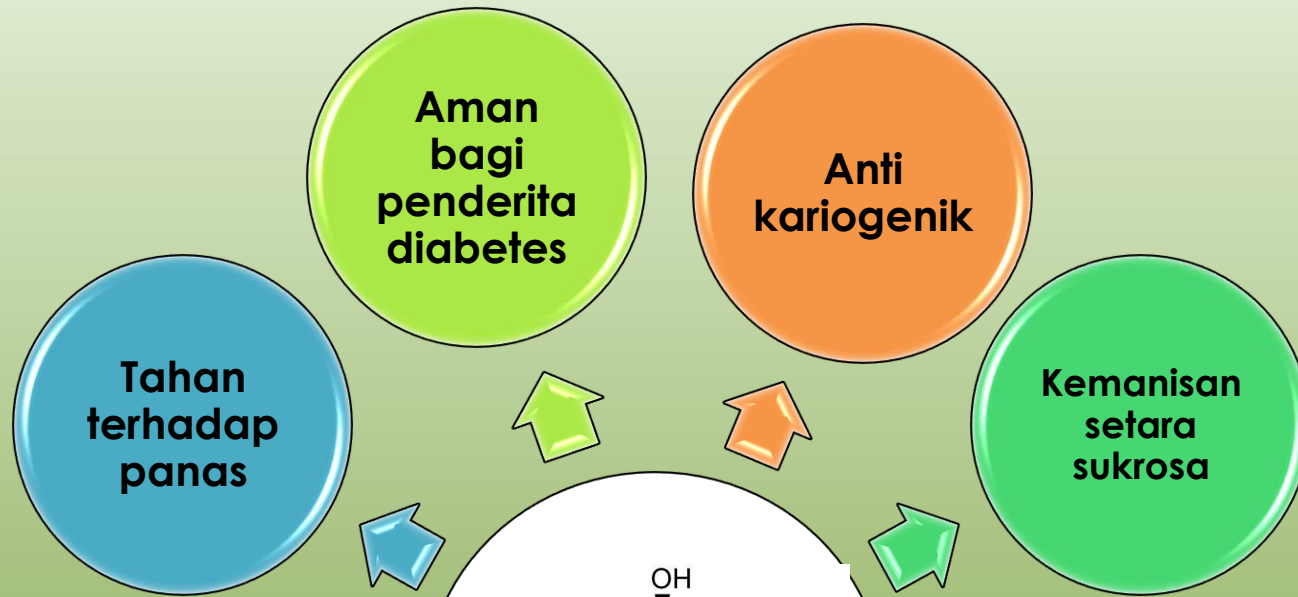 Aman
bagi
penderita
diabetes
Anti
kariogenik
Tahan
terhadap
panas
Kemanisan
setara
sukrosa
OH